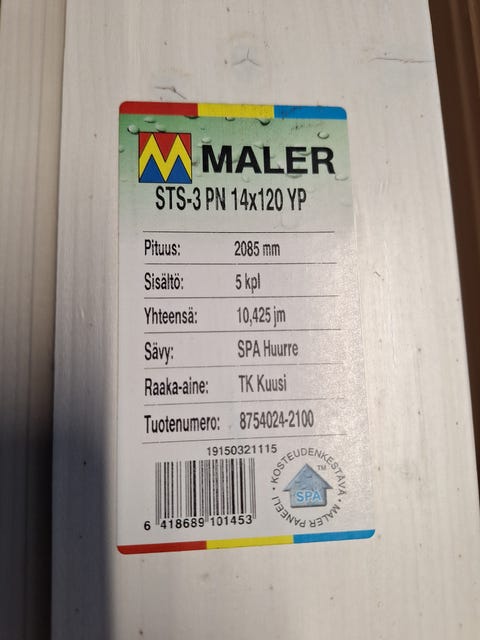 MALER
STS-3 PN 14x120 YP
Pituus: 2085 mm
Sisältö: 5 kpl
Yhteensä: 10,425 jm
Sävy: SPA Huurre
Raaka-aine: TK Kuusi
Tuotenumero: 8754024-2100
19150321115
6 418689 101453
KOSTEUDENKESTÄVÄ • MALER PANEELI •
SPA
TM